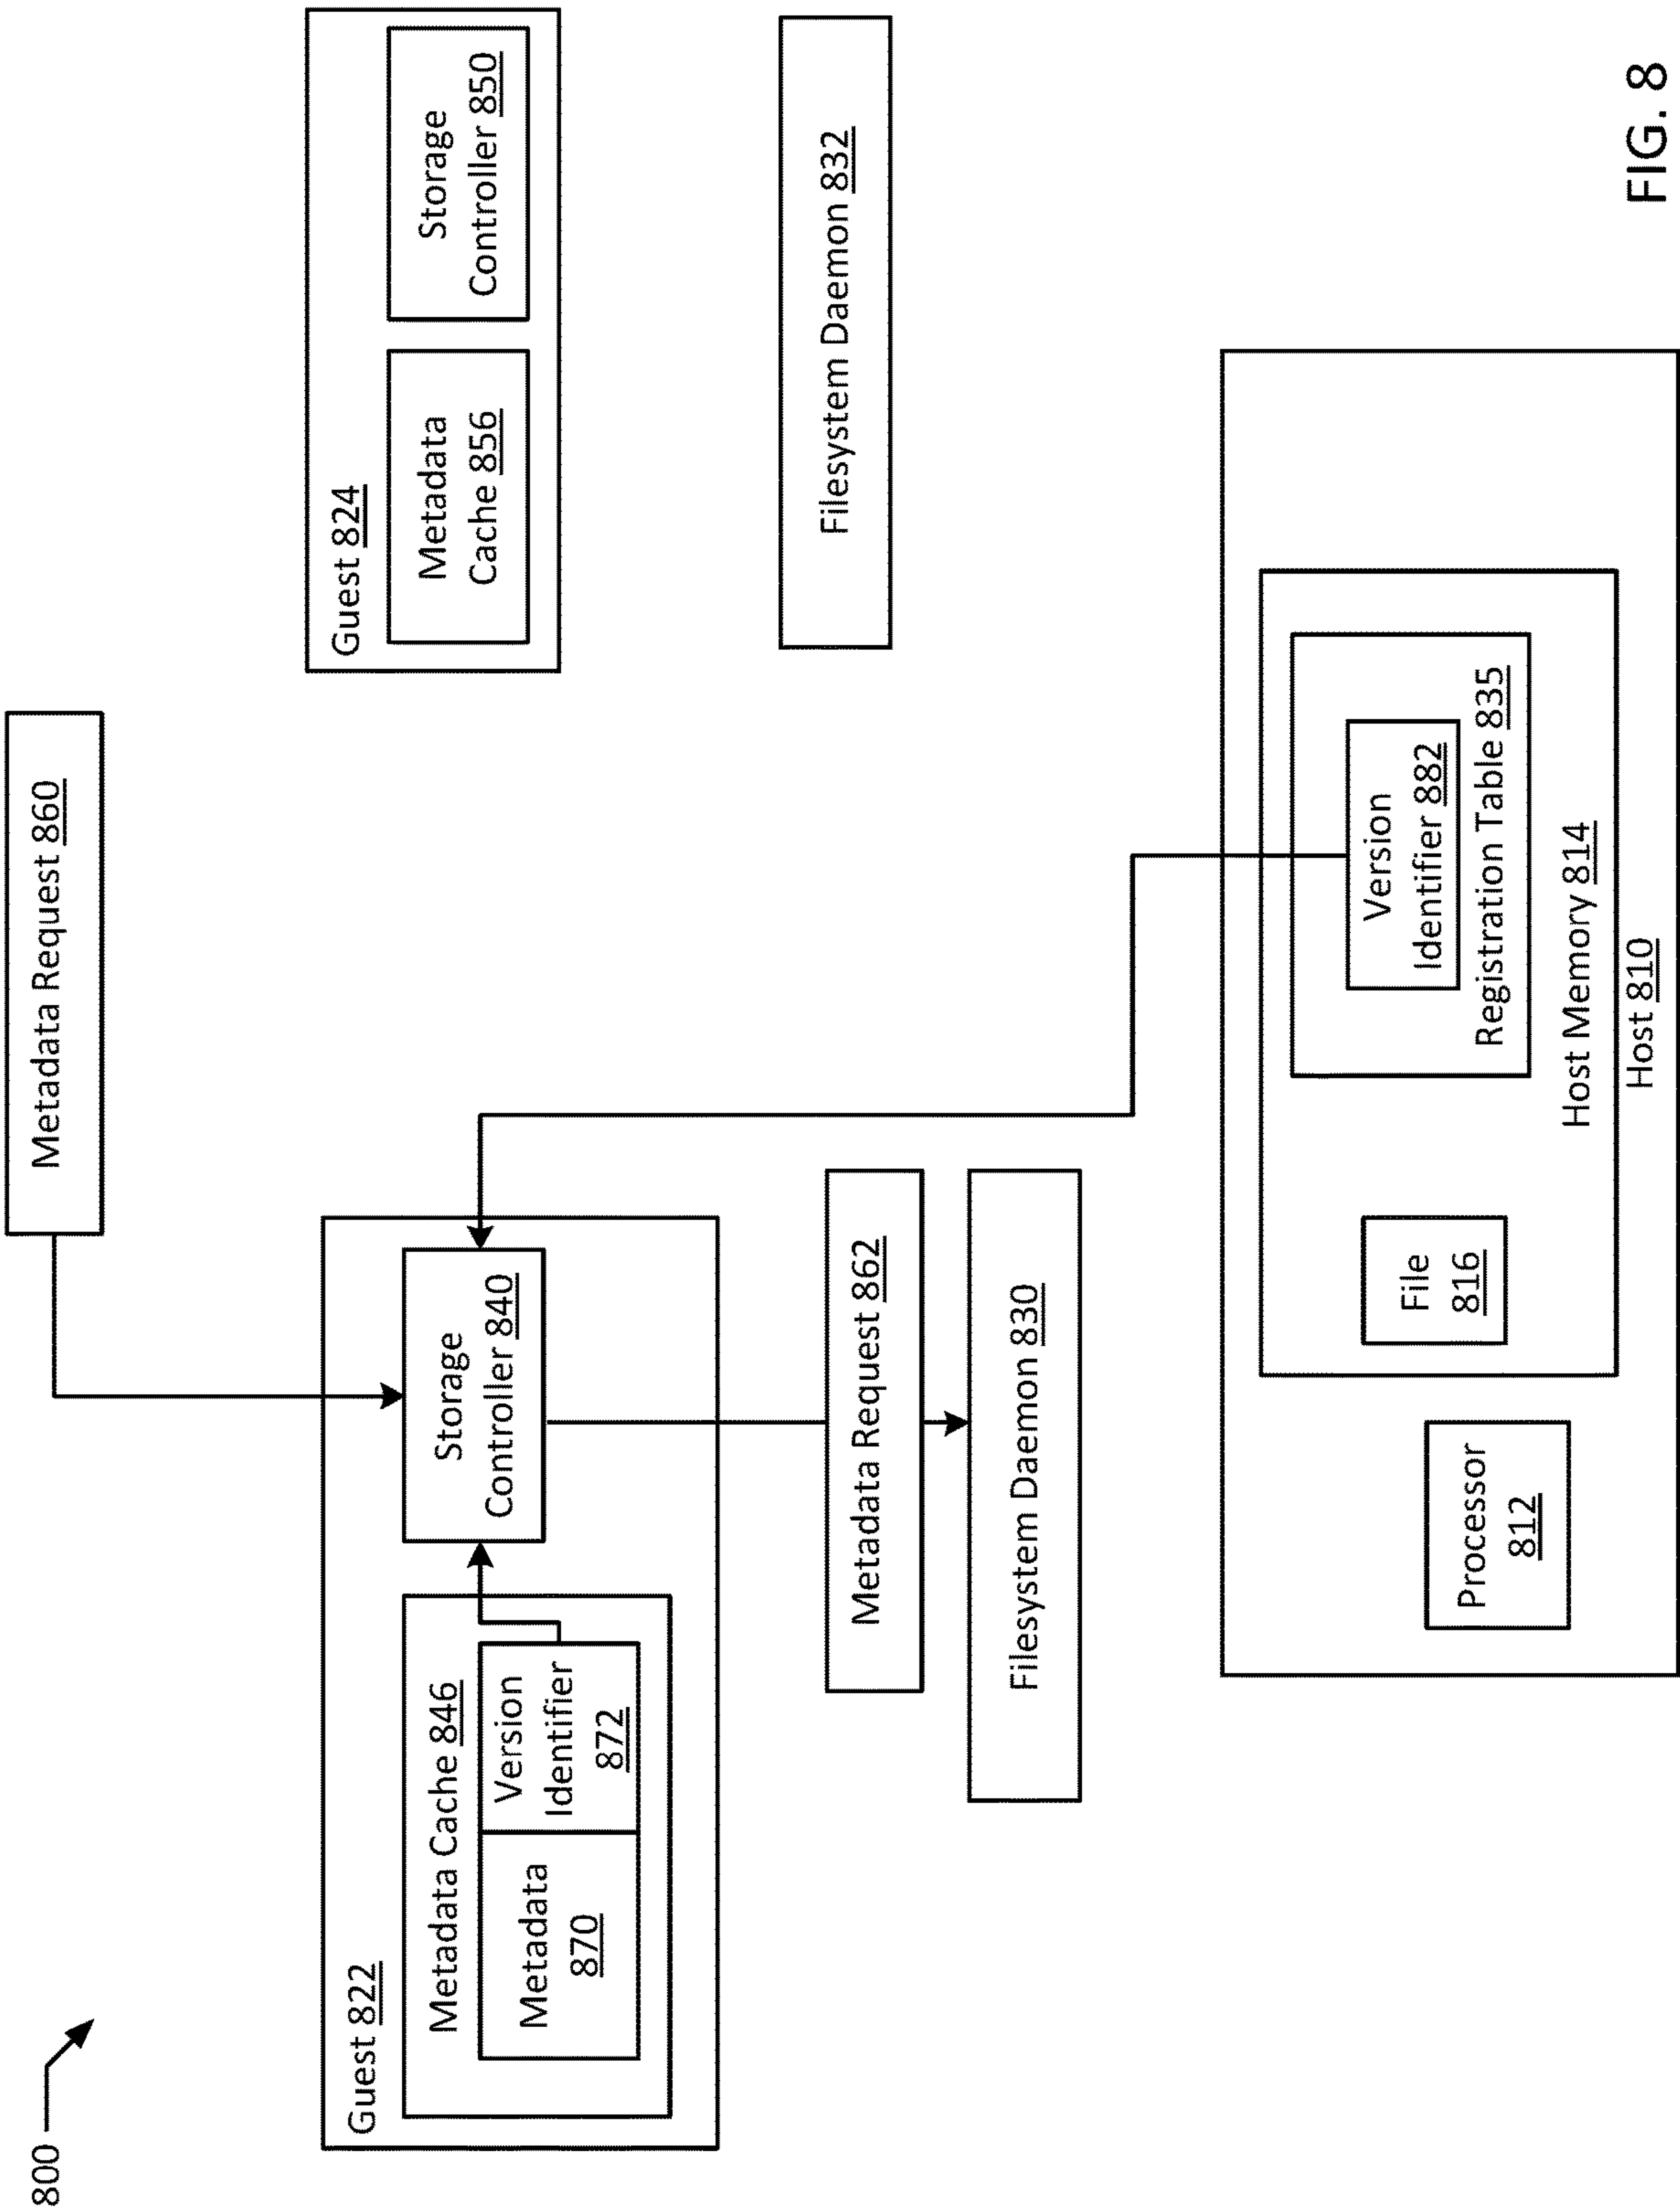 800
Metadata Request 860
Guest 822
Metadata Cache 846
Metadata
870
Version
Identifier
872
Storage
Controller 840
Guest 824
Metadata
Cache 856
Storage
Controller 850
Metadata Request 862
Filesystem Daemon 830
Filesystem Daemon 832
Processor
812
File
816
Version
Identifier 882
Registration Table 835
Host Memory 814
Host 810
FIG. 8